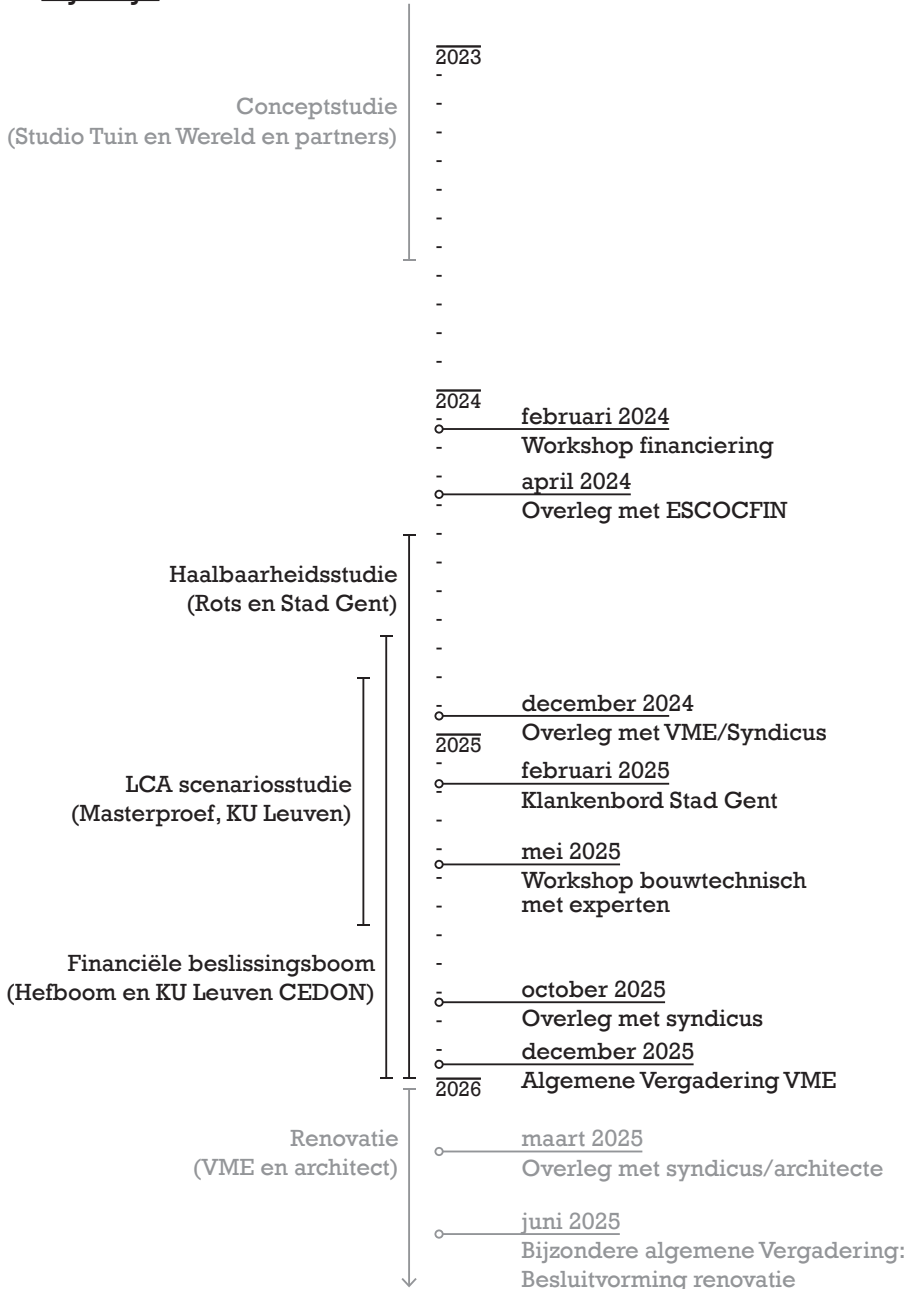 2023
Conceptstudie
(Studio Tuin en Wereld en partners)
2024
februari 2024
Workshop financiering
april 2024
Overleg met ESCOCFIN
Haalbaarheidsstudie
(Rots en Stad Gent)
december 2024
Overleg met VME/Syndicus
2025
februari 2025
Klankenbord Stad Gent
LCA scenariosstudie
(Masterproef, KU Leuven)
mei 2025
Workshop bouwtechnisch
met experten
Financiële beslissingsboom
(Hefboom en KU Leuven CEDON)
october 2025
Overleg met syndicus
december 2025
Algemene Vergadering VME
2026
Renovatie
(VME en architect)
maart 2025
Overleg met syndicus/architecte
juni 2025
Bijzondere algemene Vergadering:
Besluitvorming renovatie